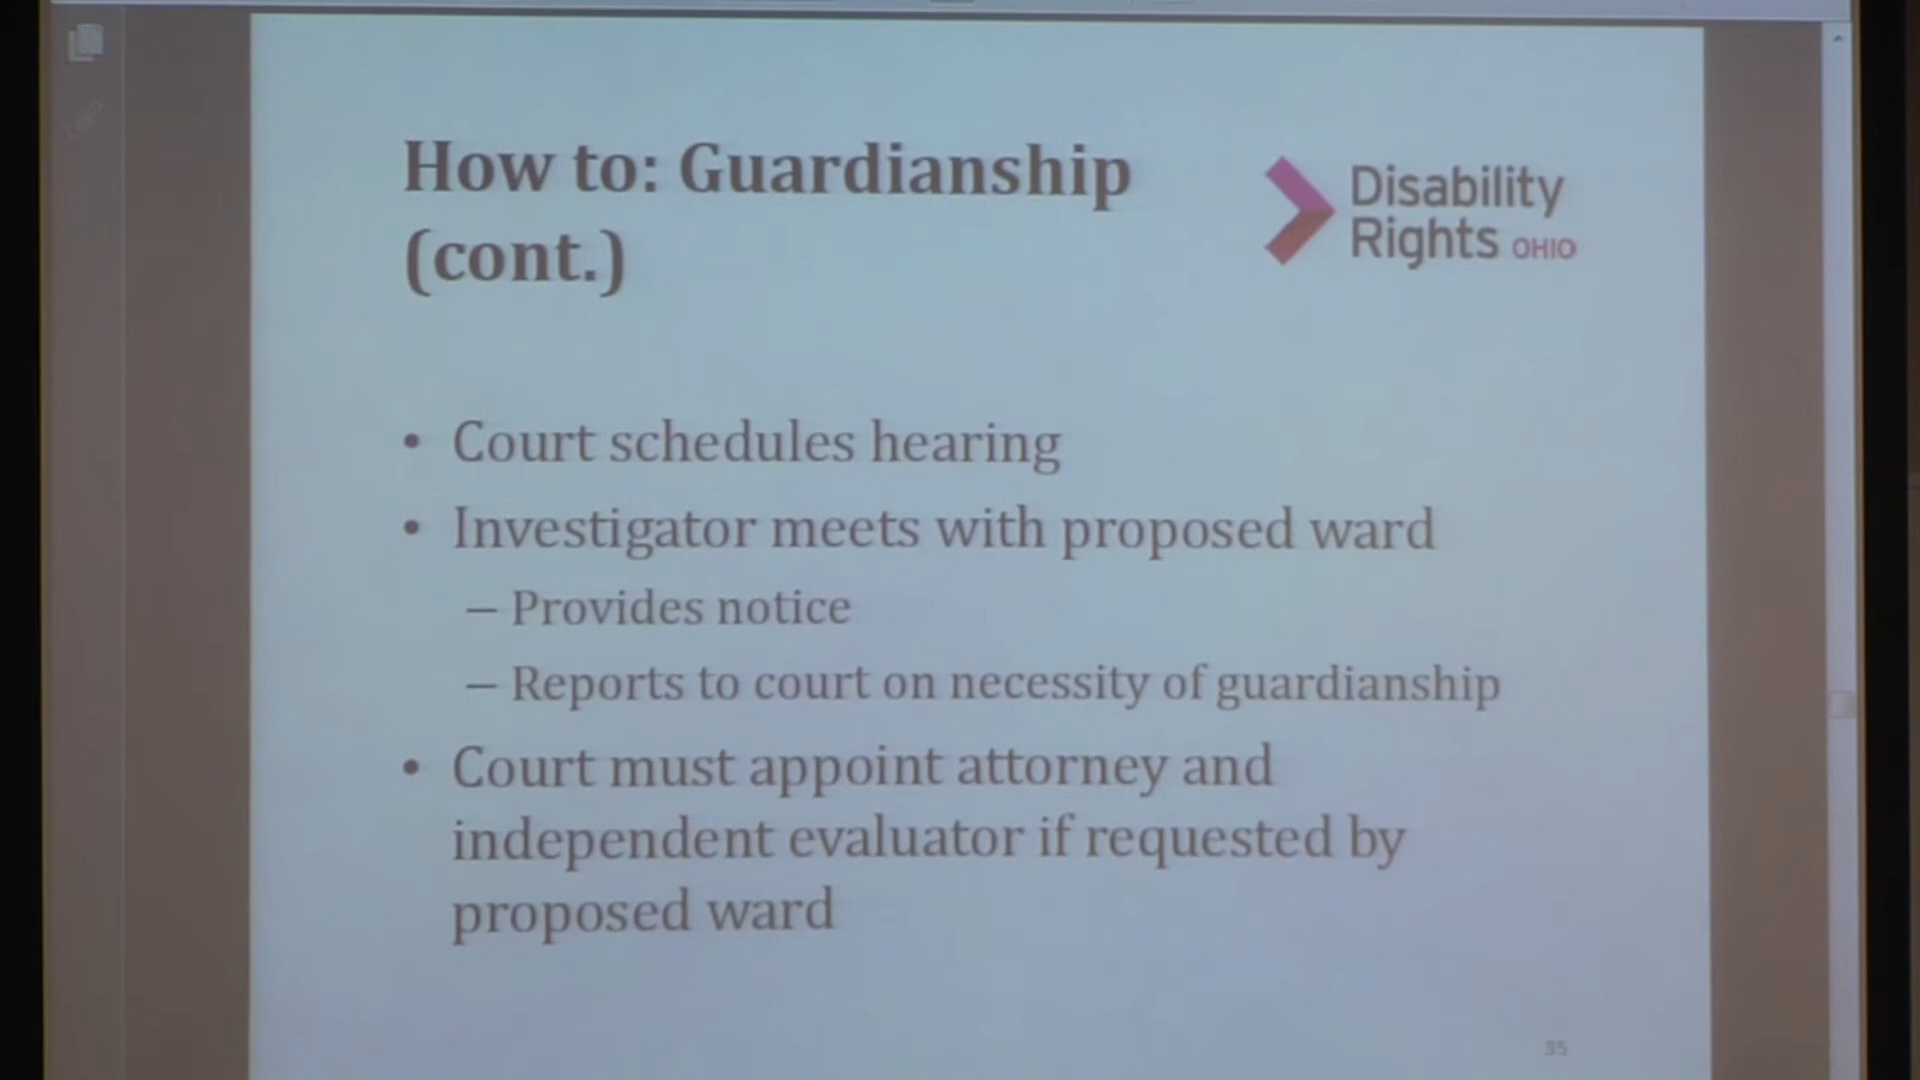 How to: Guardianship
(cont.)
Disability
Rights OHIO
• Court schedules hearing
• Investigator meets with proposed ward
– Provides notice
– Reports to court on necessity of guardianship
• Court must appoint attorney and
independent evaluator if requested by
proposed ward
35